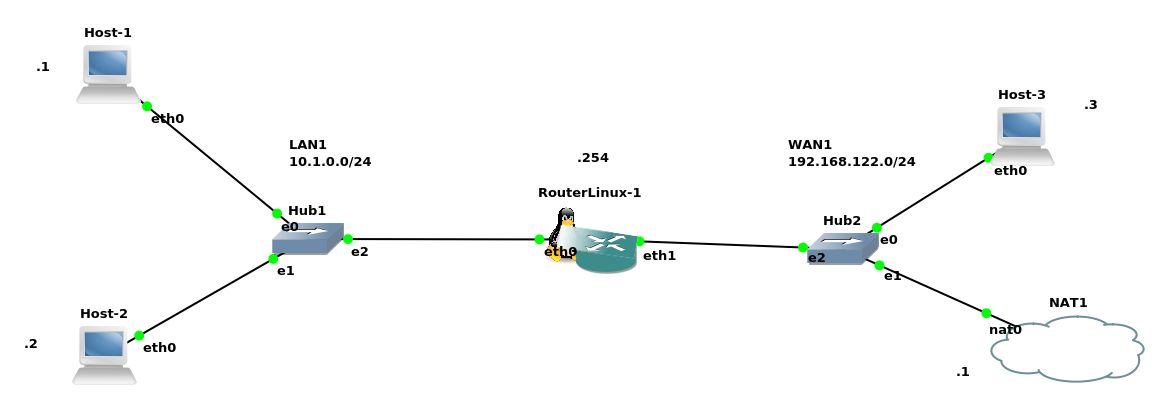 Host-1
.1
eth0
LAN1
10.1.0.0/24
Hub1
e0
e2
e1
Host-2
.2
eth0
.254
RouterLinux-1
eth0
eth1
WAN1
192.168.122.0/24
Host-3
.3
eth0
Hub2
e0
e2
e1
NAT1
nat0
.1